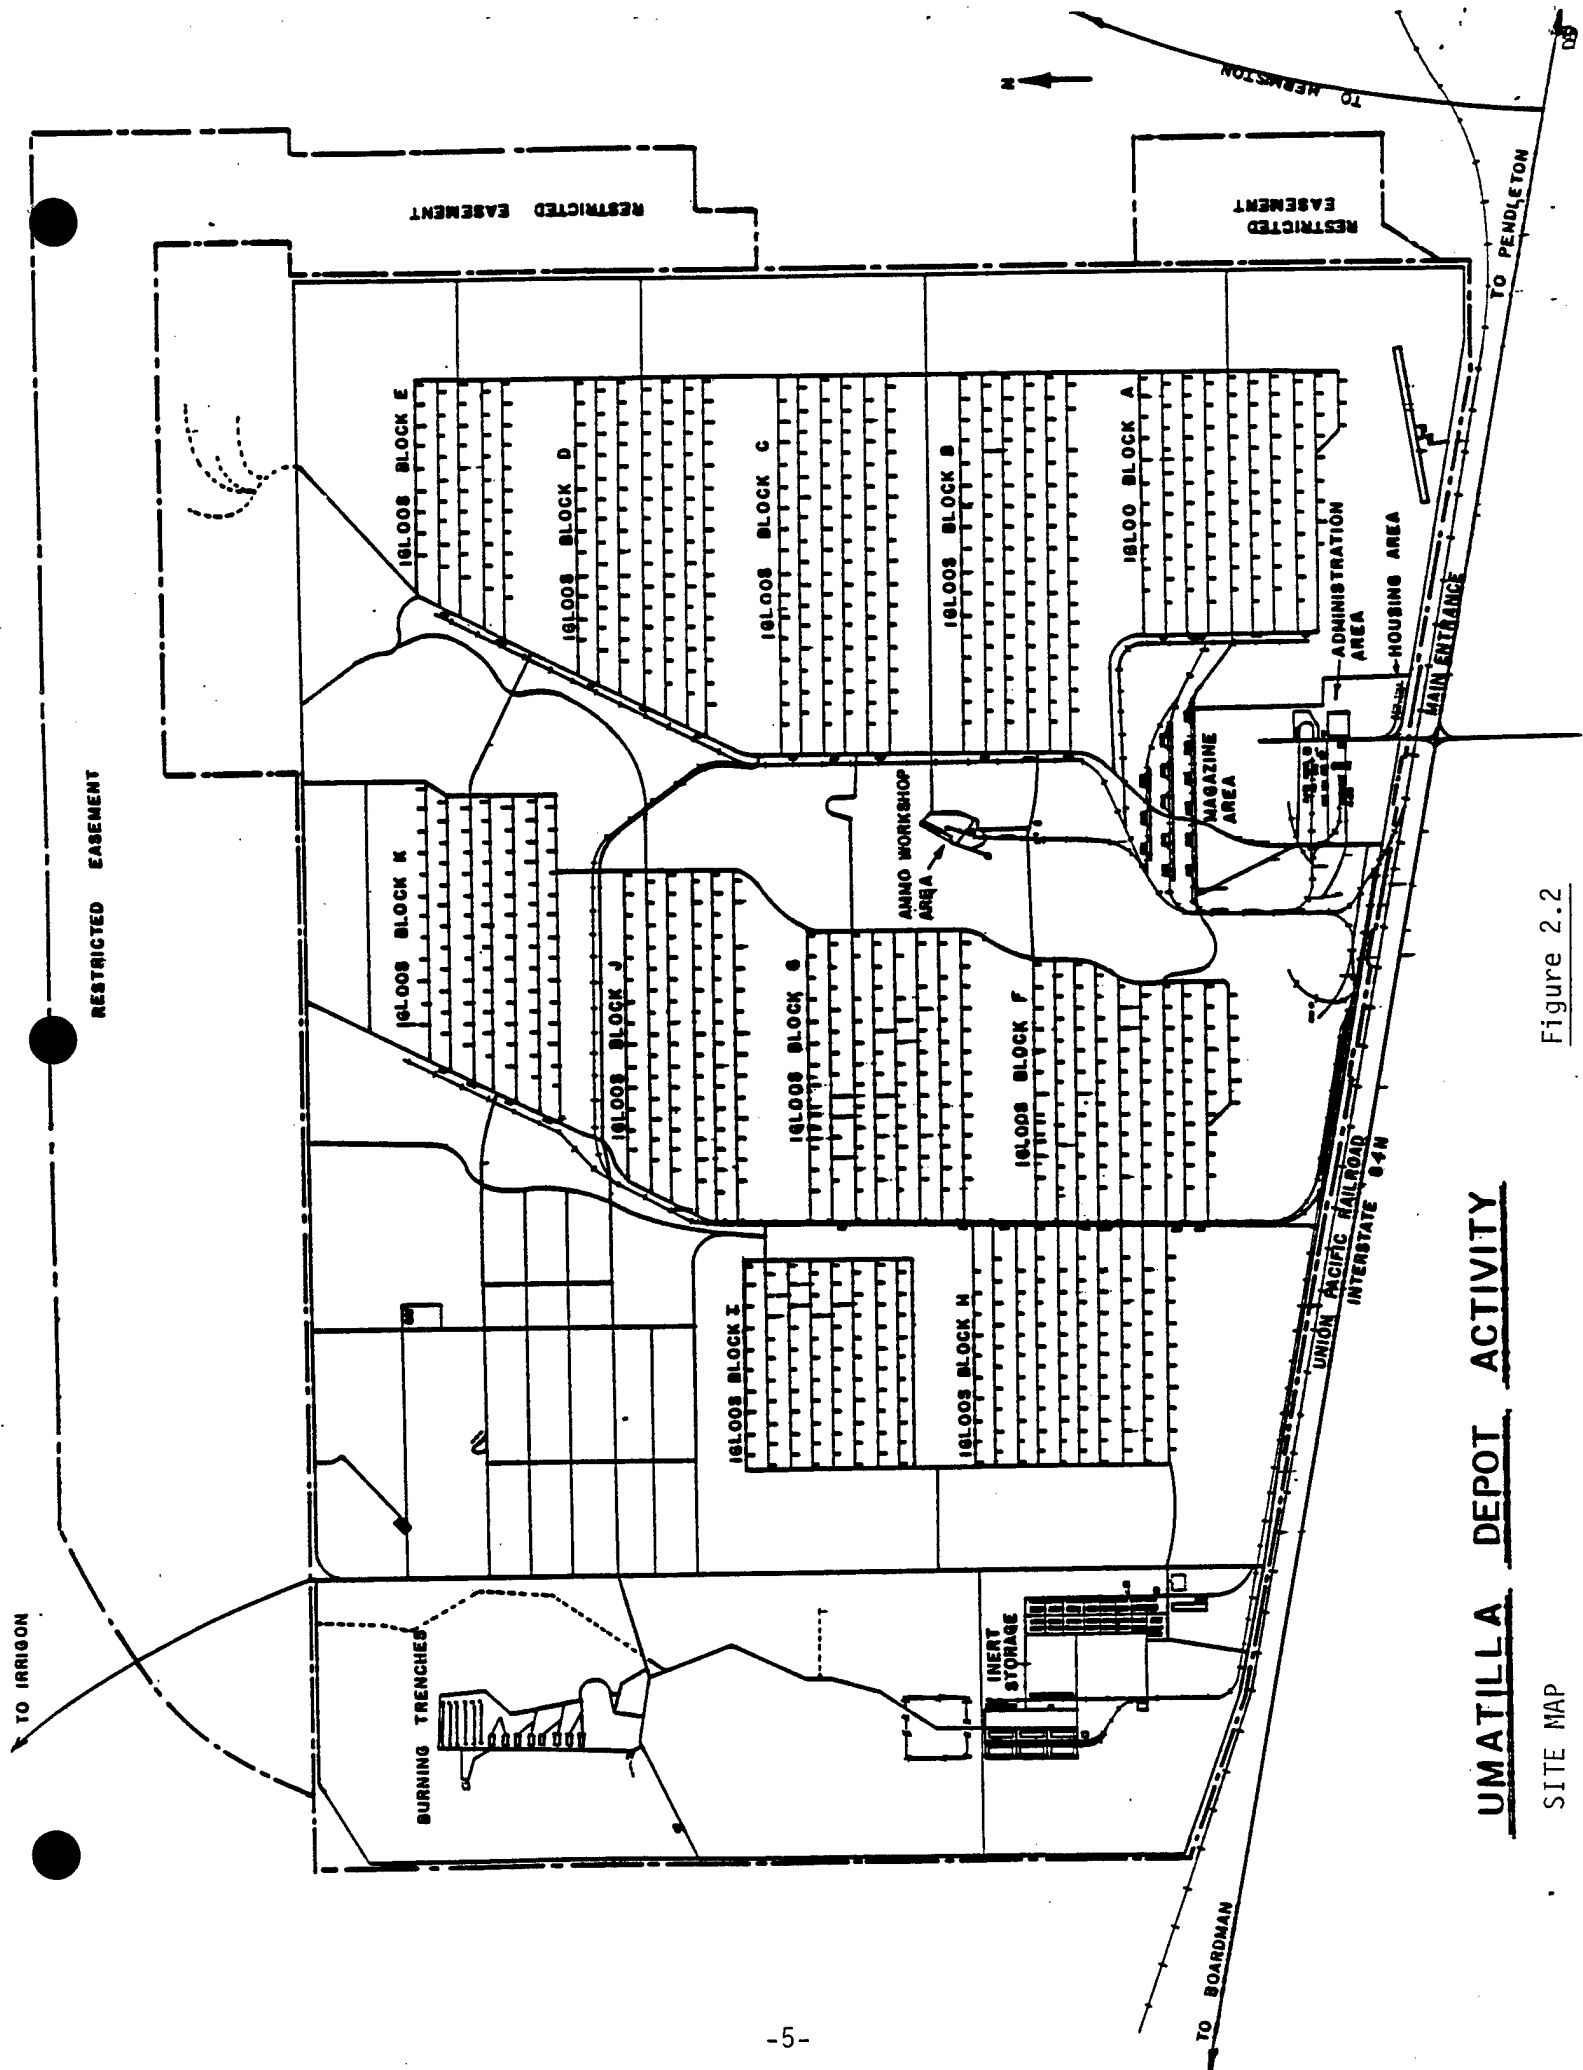 TO IRRIGON
RESTRICTED EASEMENT
RESTRICTED EASEMENT
RESTRICTED
EASEMENT
N
TO HERMISTON
IGLOOS BLOCK K
IGLOOS BLOCK E
IGLOOS BLOCK D
IGLOOS BLOCK J
IGLOOS BLOCK C
IGLOOS BLOCK I
IGLOOS BLOCK G
IGLOOS BLOCK B
IGLOOS BLOCK H
IGLOOS BLOCK F
IGLOO BLOCK A
BURNING TRENCHES
AMMO WORKSHOP
AREA
INERT
STORAGE
MAGAZINE
AREA
ADMINISTRATION
AREA
HOUSING AREA
MAIN ENTRANCE
UNION PACIFIC RAILROAD
INTERSTATE 84N
TO BOARDMAN
TO PENDLETON
UMATILLA DEPOT ACTIVITY
SITE MAP
Figure 2.2
-5-